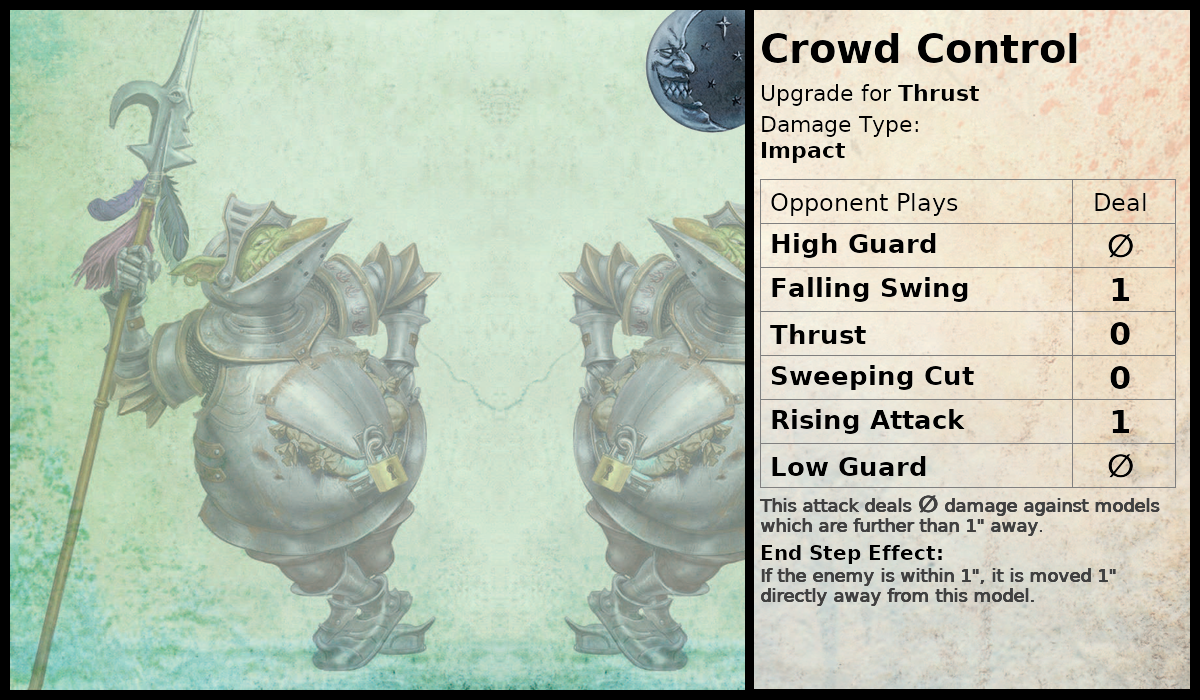 Crowd Control
Upgrade for Thrust
Damage Type:
Impact
Opponent Plays Deal
High Guard ∅
Falling Swing 1
Thrust 0
Sweeping Cut 0
Rising Attack 1
Low Guard ∅
This attack deals ∅ damage against models
which are further than 1" away.
End Step Effect:
If the enemy is within 1", it is moved 1"
directly away from this model.